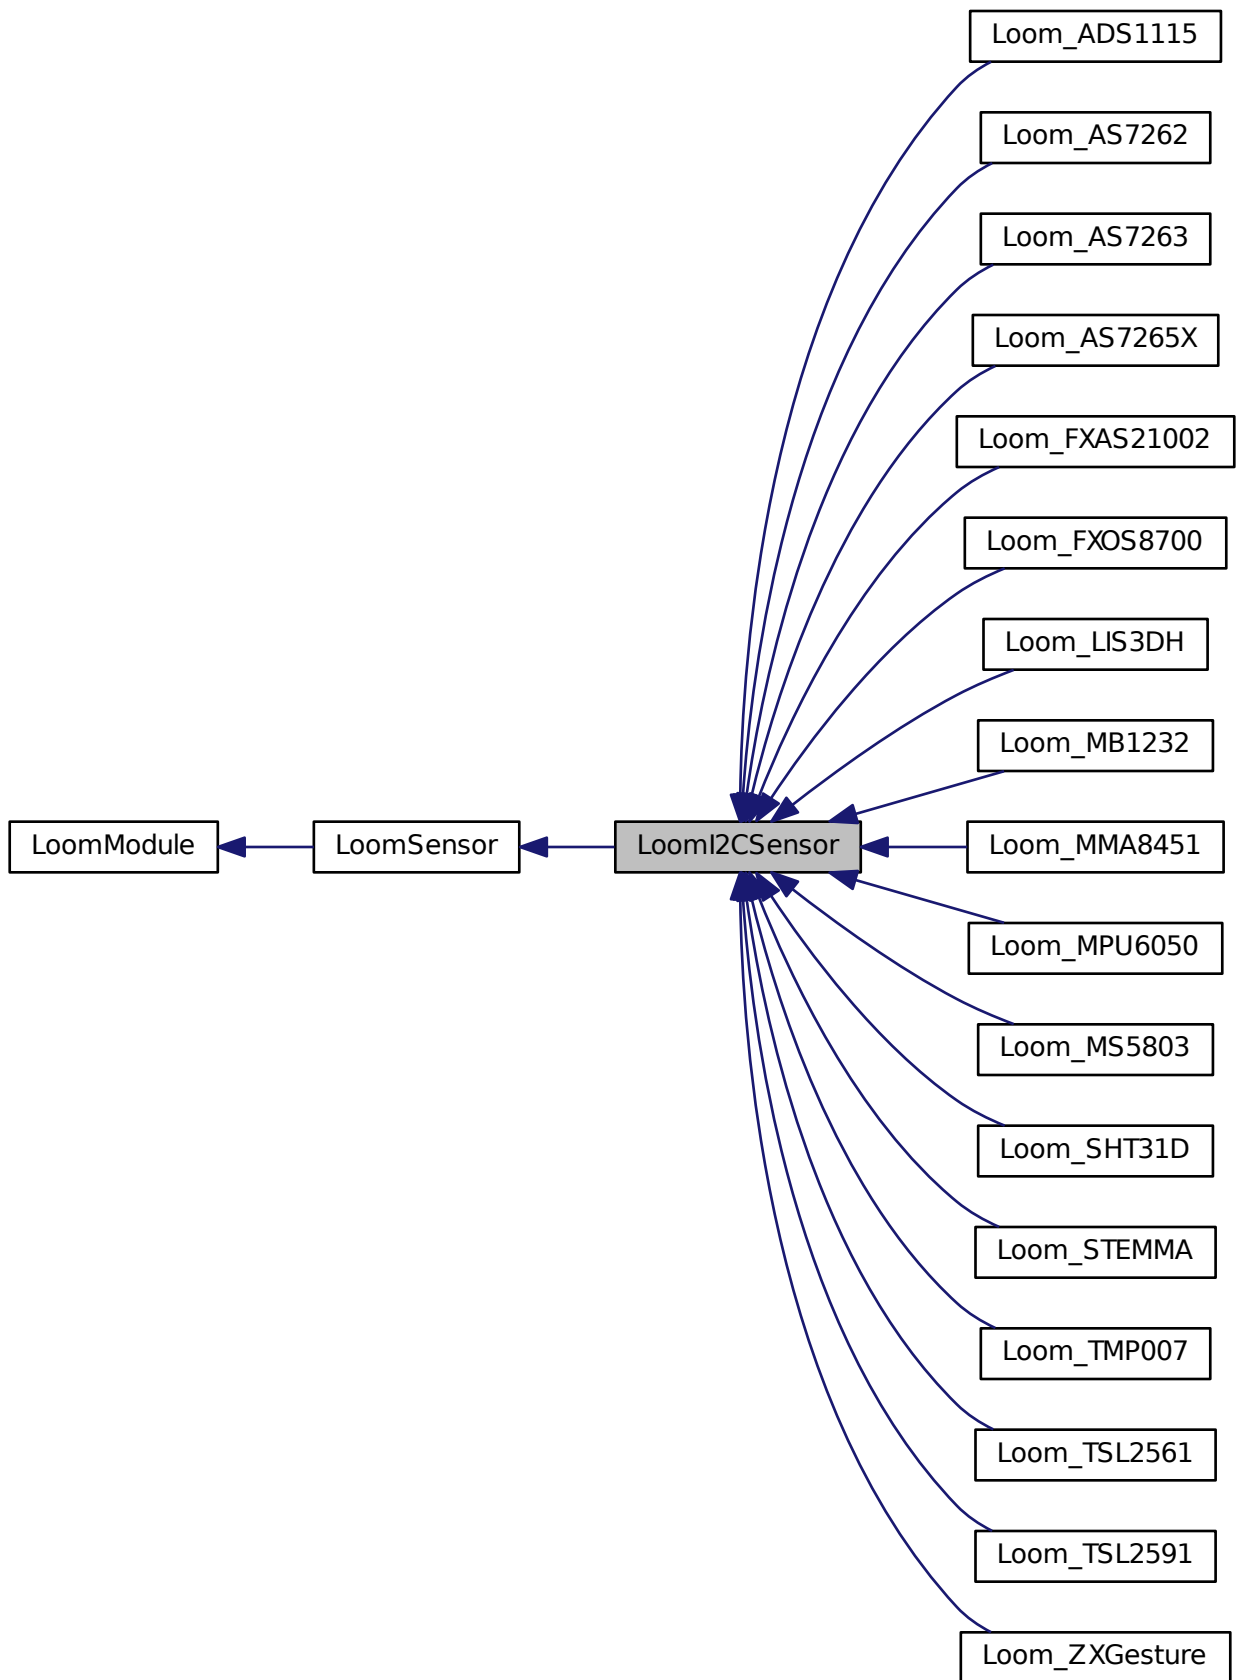 Loom_ADS1115
Loom_AS7262
Loom_AS7263
Loom_AS7265X
Loom_FXAS21002
Loom_FXOS8700
Loom_LIS3DH
Loom_MB1232
LoomModule
LoomSensor
LoomI2CSensor
Loom_MMA8451
Loom_MPU6050
Loom_MS5803
Loom_SHT31D
Loom_STEMMA
Loom_TMP007
Loom_TSL2561
Loom_TSL2591
Loom_ZXGesture